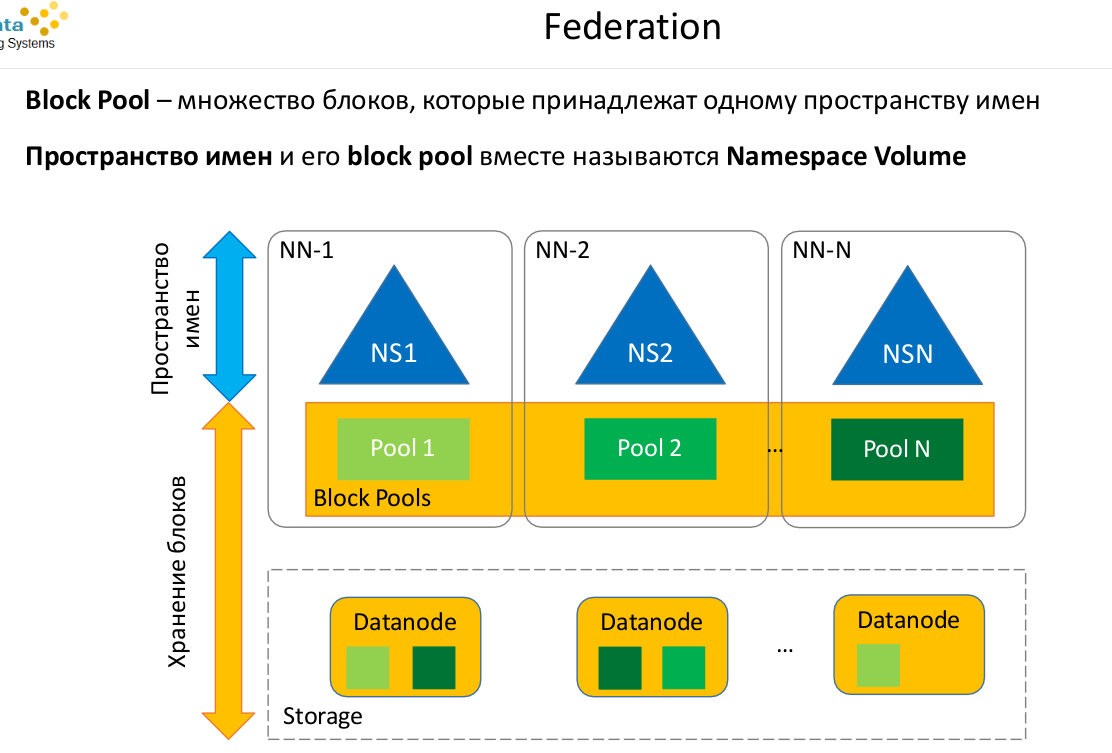 ata
g Systems
Federation
Block Pool – множество блоков, которые принадлежат одному пространству имен
Пространство имен и его block pool вместе называются Namespace Volume
Пространство
имен
NN-1
NN-2
NN-N
NS1
NS2
NSN
Хранение блоков
Pool 1
Pool 2
...
Pool N
Block Pools
Datanode
Datanode
...
Datanode
Storage